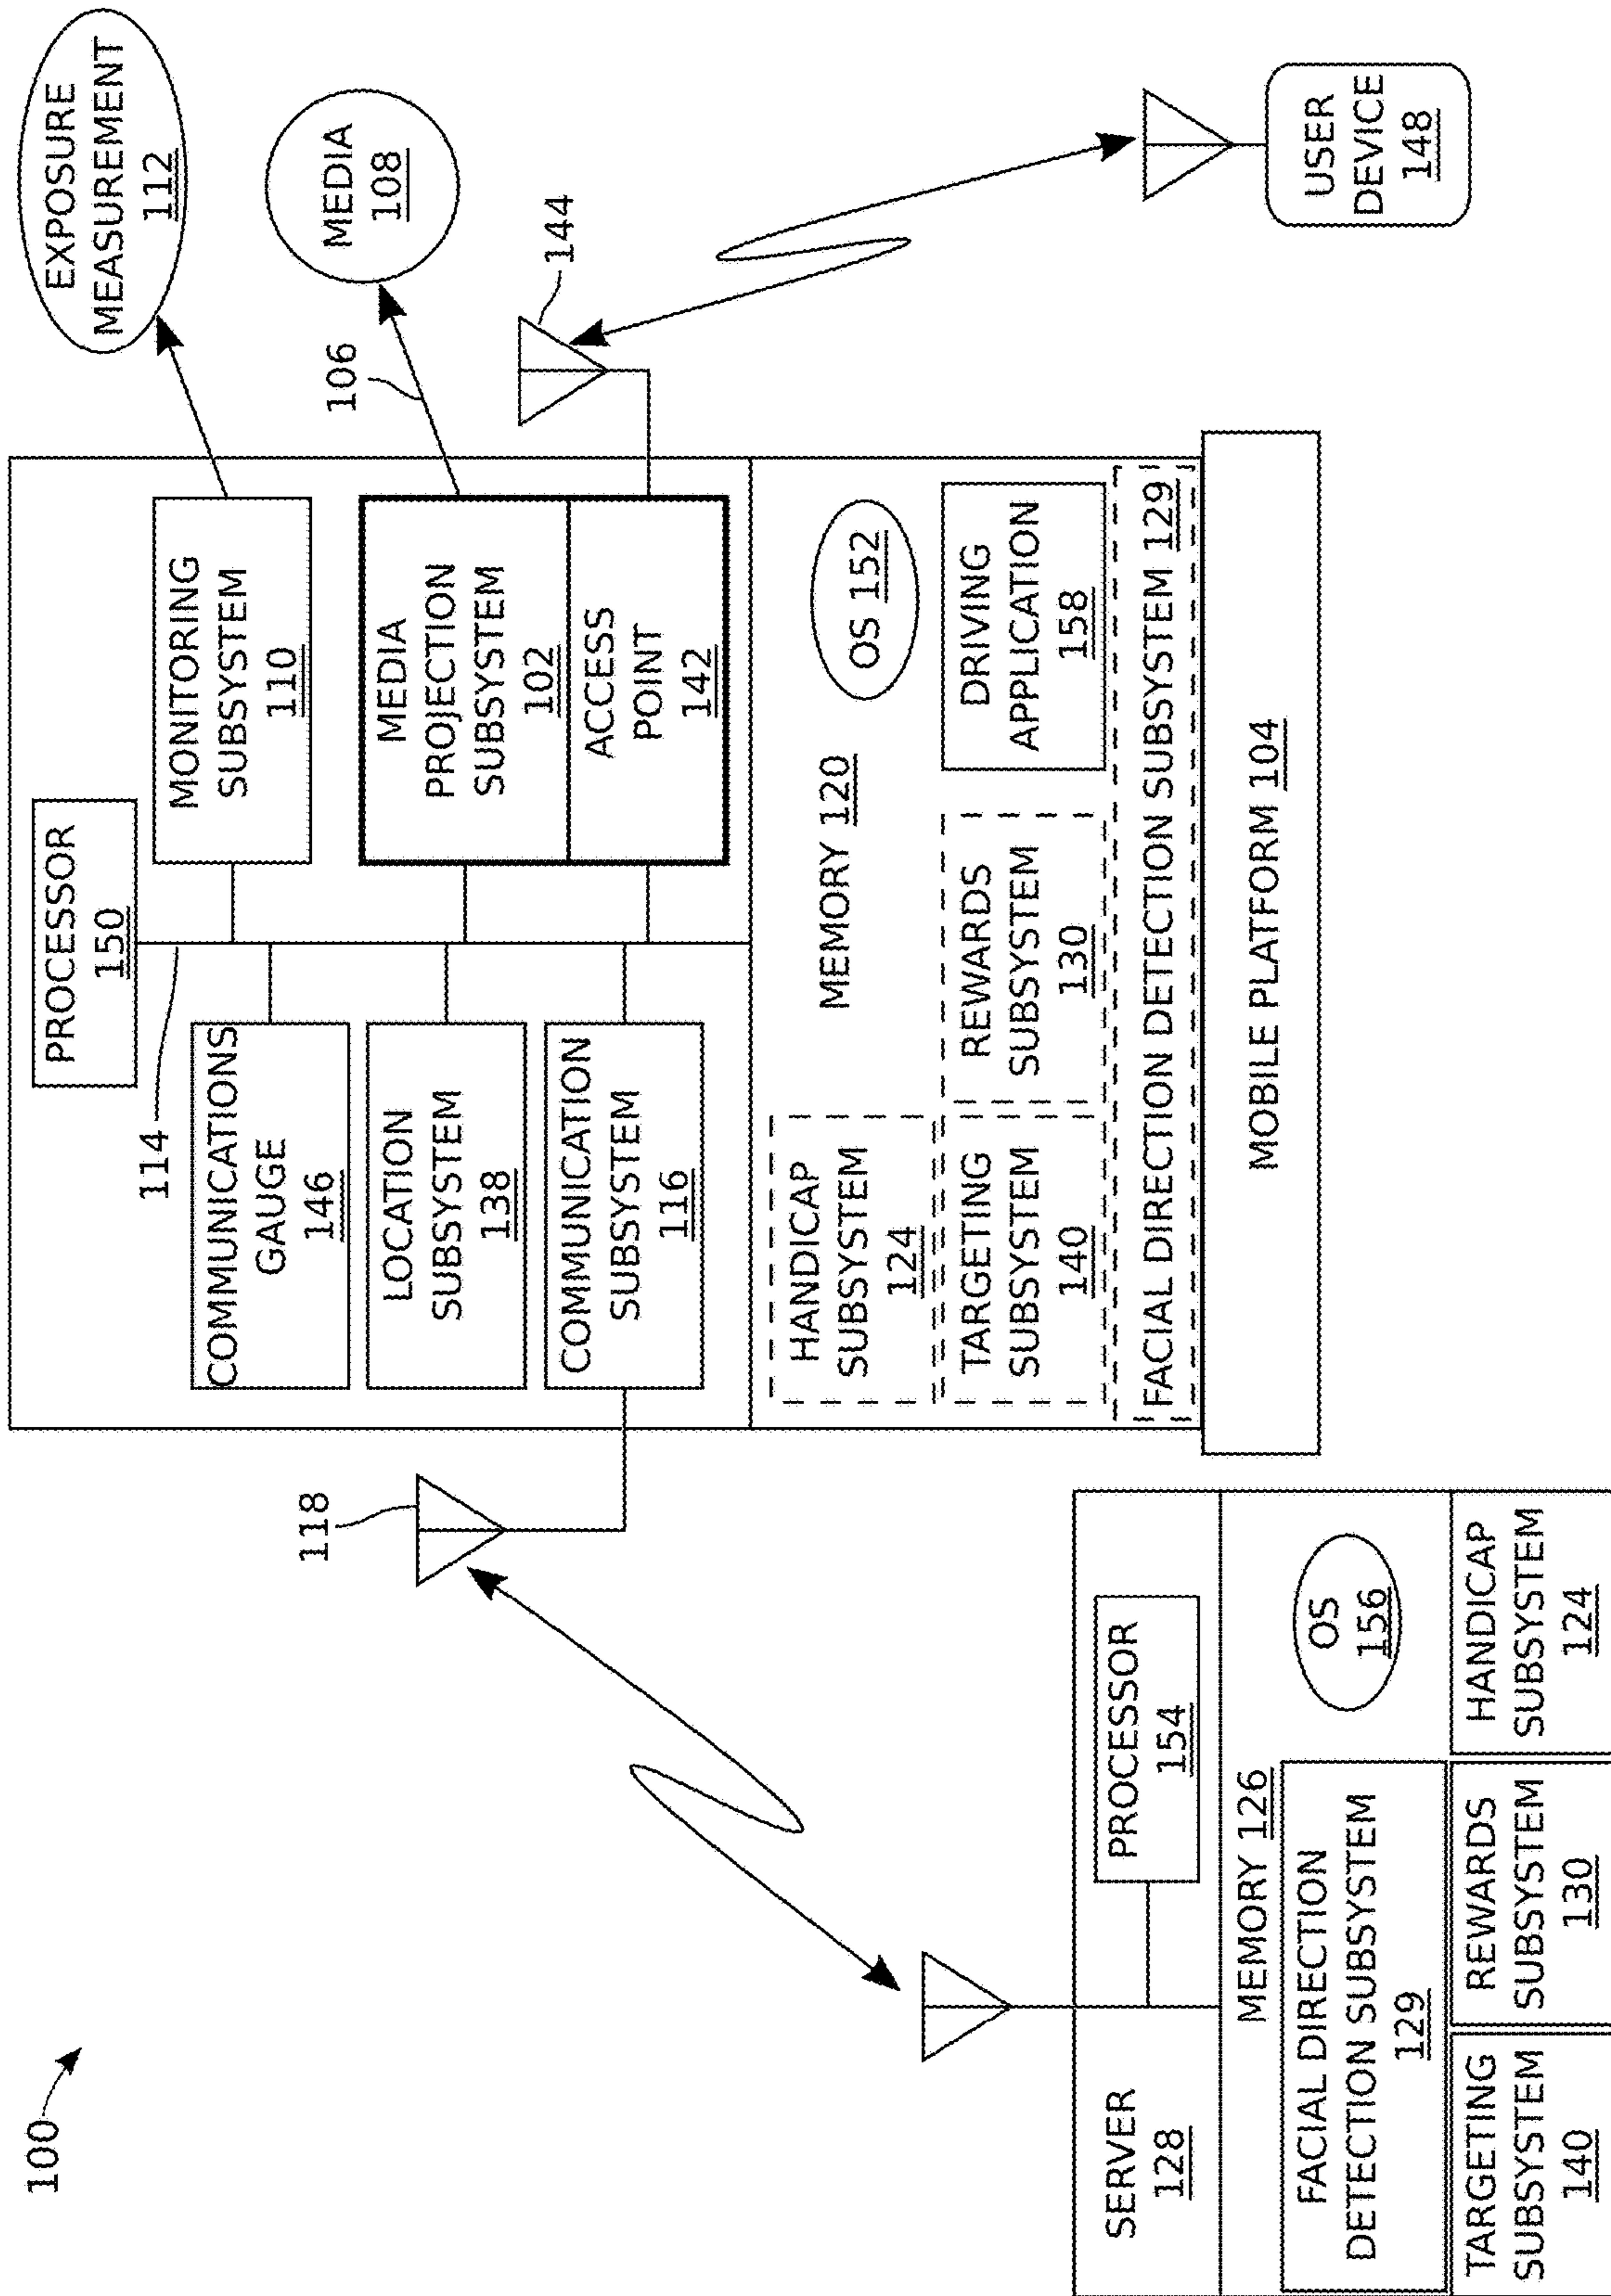 100
118
114
PROCESSOR
150
COMMUNICATIONS
GAUGE
146
MONITORING
SUBSYSTEM
110
EXPOSURE
MEASUREMENT
112
LOCATION
SUBSYSTEM
138
MEDIA
PROJECTION
SUBSYSTEM
102
106
MEDIA
108
COMMUNICATION
SUBSYSTEM
116
ACCESS
POINT
142
144
HANDICAP
SUBSYSTEM
124
MEMORY 120
OS 152
TARGETING
SUBSYSTEM
140
REWARDS
SUBSYSTEM
130
DRIVING
APPLICATION
158
FACIAL DIRECTION DETECTION SUBSYSTEM 129
MOBILE PLATFORM 104
USER
DEVICE
148
SERVER
128
PROCESSOR
154
MEMORY 126
FACIAL DIRECTION
DETECTION SUBSYSTEM
129
OS
156
TARGETING
SUBSYSTEM
140
REWARDS
SUBSYSTEM
130
HANDICAP
SUBSYSTEM
124